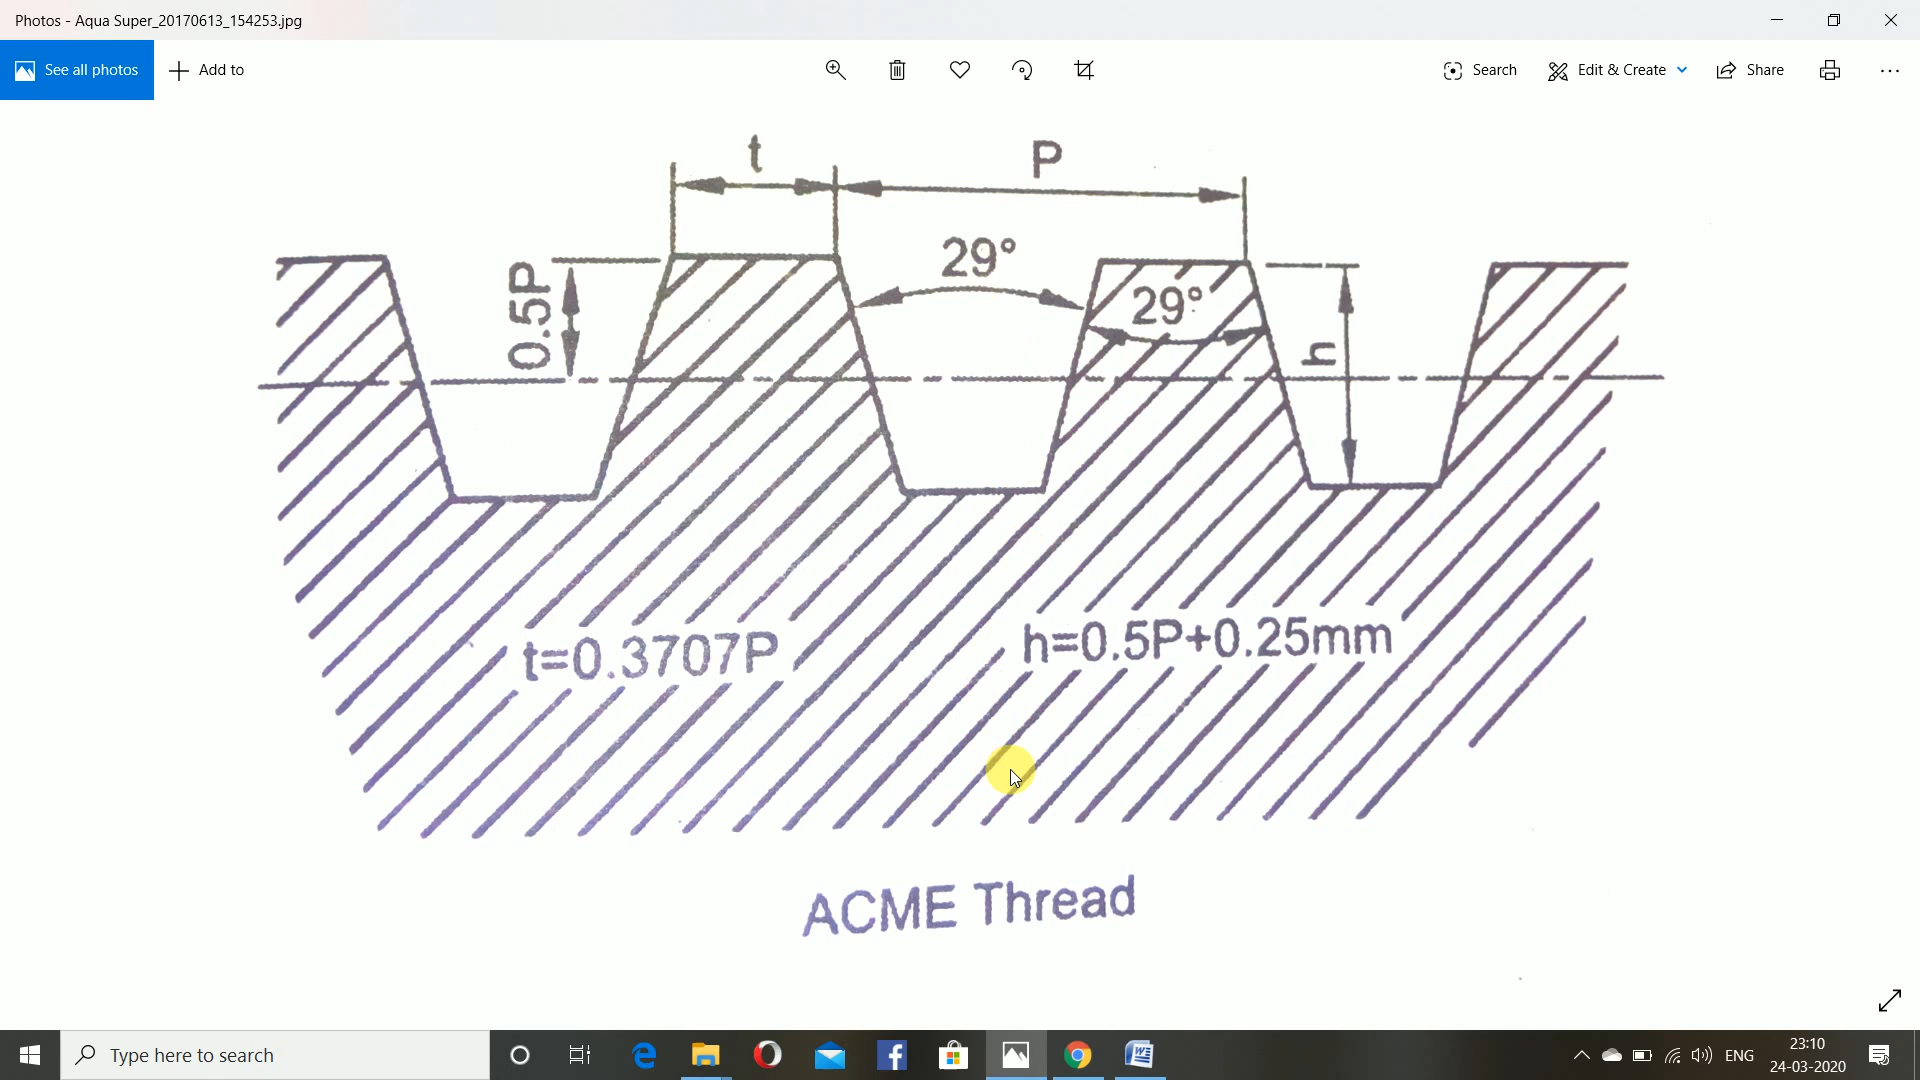 Photos - Aqua Super_20170613_154253.jpg
See all photos
Add to
Search
Edit & Create
Share
t
P
29°
0.5P
29°
h
t=0.3707P
h=0.5P+0.25mm
ACME Thread
Type here to search
ENG
23:10
24-03-2020